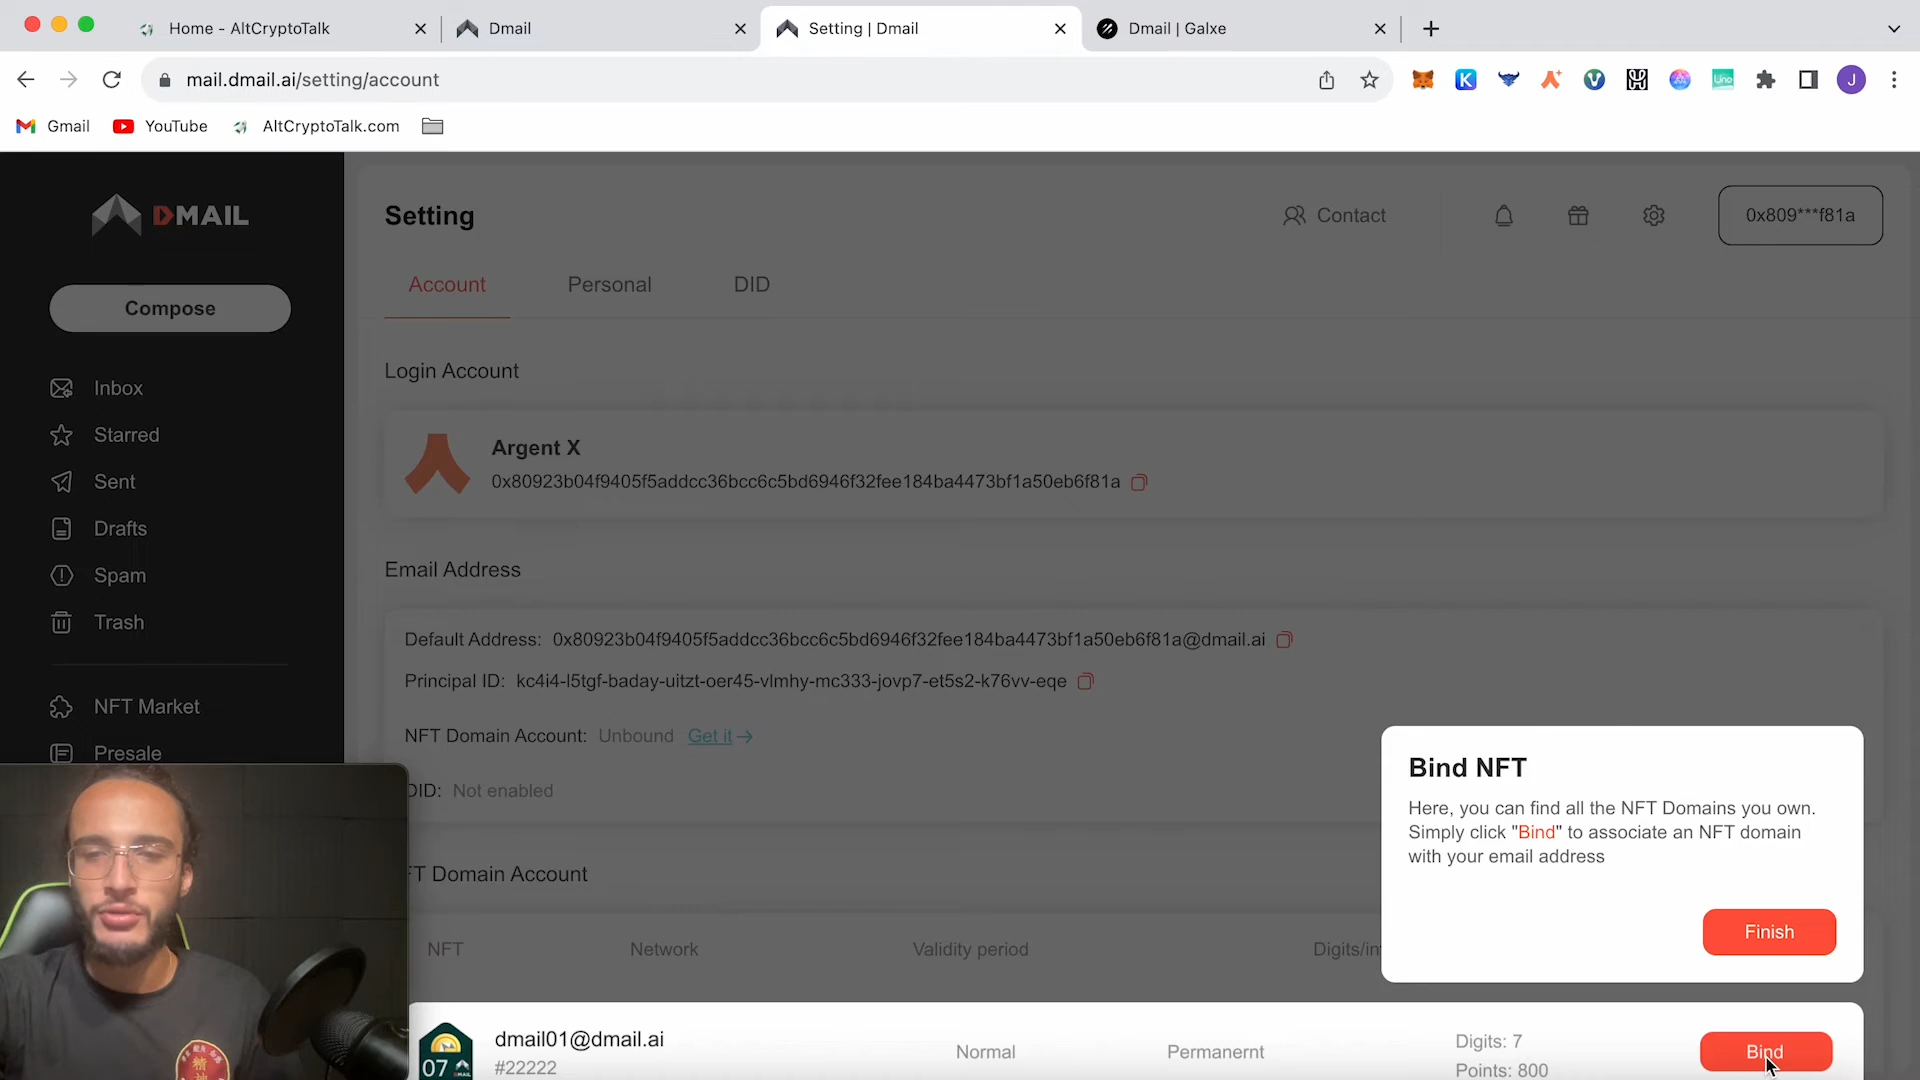 Home - AltCryptoTalk
Dmail
Setting | Dmail
Dmail | Galxe
mail.dmail.ai/setting/account
K
Lino
J
Gmail
YouTube
AltCryptoTalk.com
DMAIL
Compose
Inbox
Starred
Sent
Drafts
Spam
Trash
NFT Market
Presale
Setting
Contact
0x809***f81a
Account
Personal
DID
Login Account
Argent X
0x80923b04f9405f5addcc36bcc6c5bd6946f32fee184ba4473bf1a50eb6f81a
Email Address
Default Address: 0x80923b04f9405f5addcc36bcc6c5bd6946f32fee184ba4473bf1a50eb6f81a@dmail.ai
Principal ID: kc4i4-l5tgf-baday-uitzt-oer45-vlmhy-mc333-jovp7-et5s2-k76vv-eqe
NFT Domain Account: Unbound Get it→
DID: Not enabled
FT Domain Account
NFT
Network
Validity period
Digits/in
Bind NFT
Here, you can find all the NFT Domains you own.
Simply click "Bind" to associate an NFT domain
with your email address
Finish
07
dmail01@dmail.ai
#22222
Normal
Permanernt
Digits: 7
Points: 800
Bind